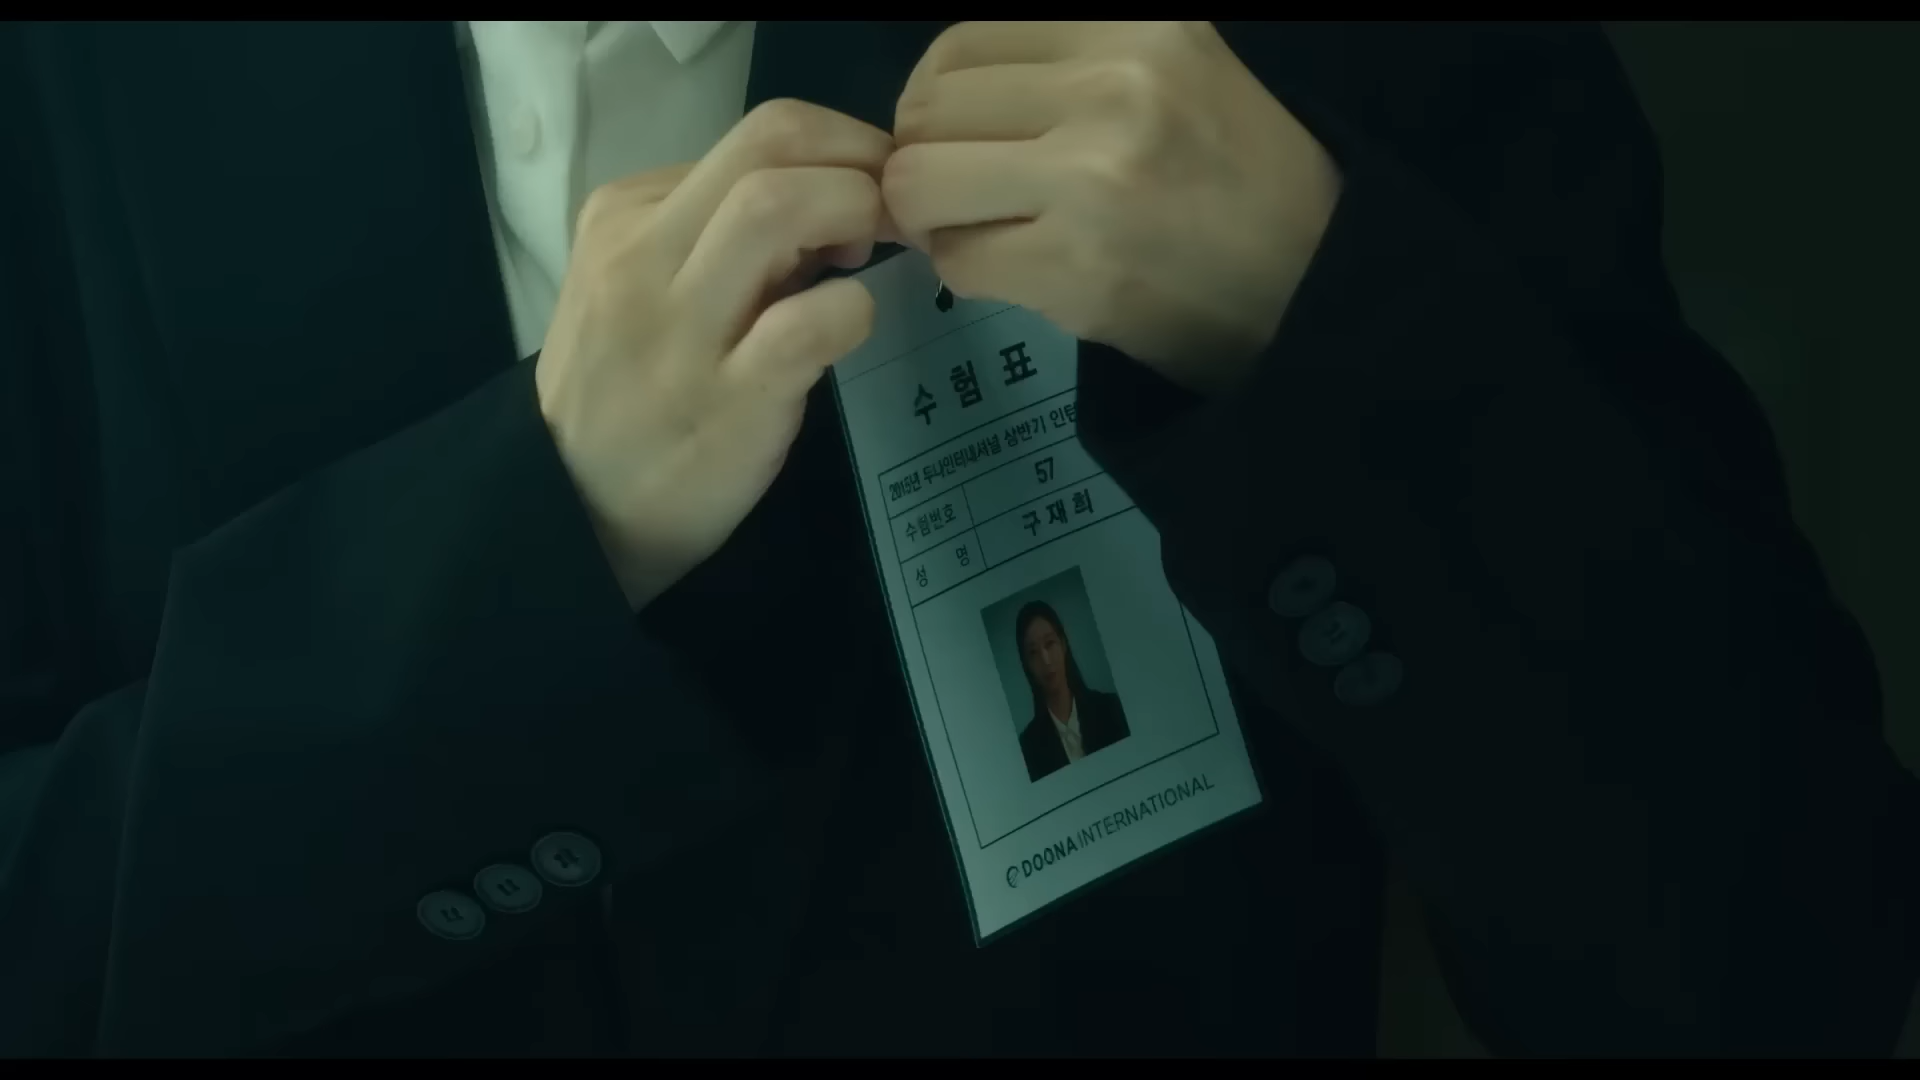 수험표
2015년 두나인터내셔널 상반기 인턴
수험번호 57
성 명 구재희
DOONA INTERNATIONAL